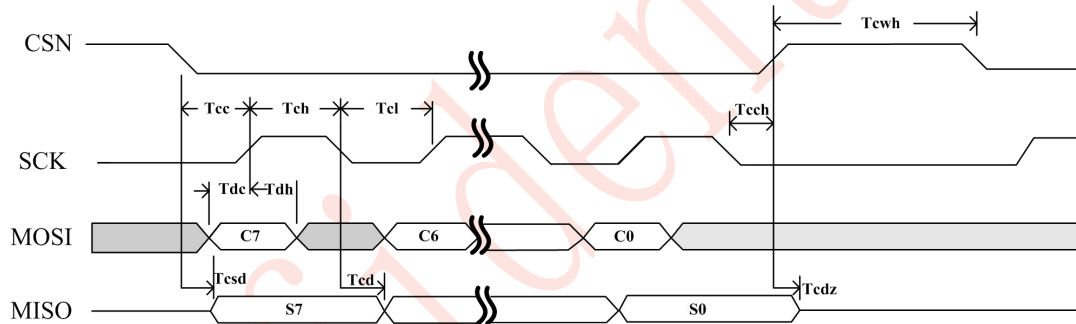 Tcwh
CSN
Tcc Tch Tcl Tcch
SCK
Tdc Tdh
MOSI C7 C6 C0
Tcsd Tcd Tcdz
MISO S7 S0